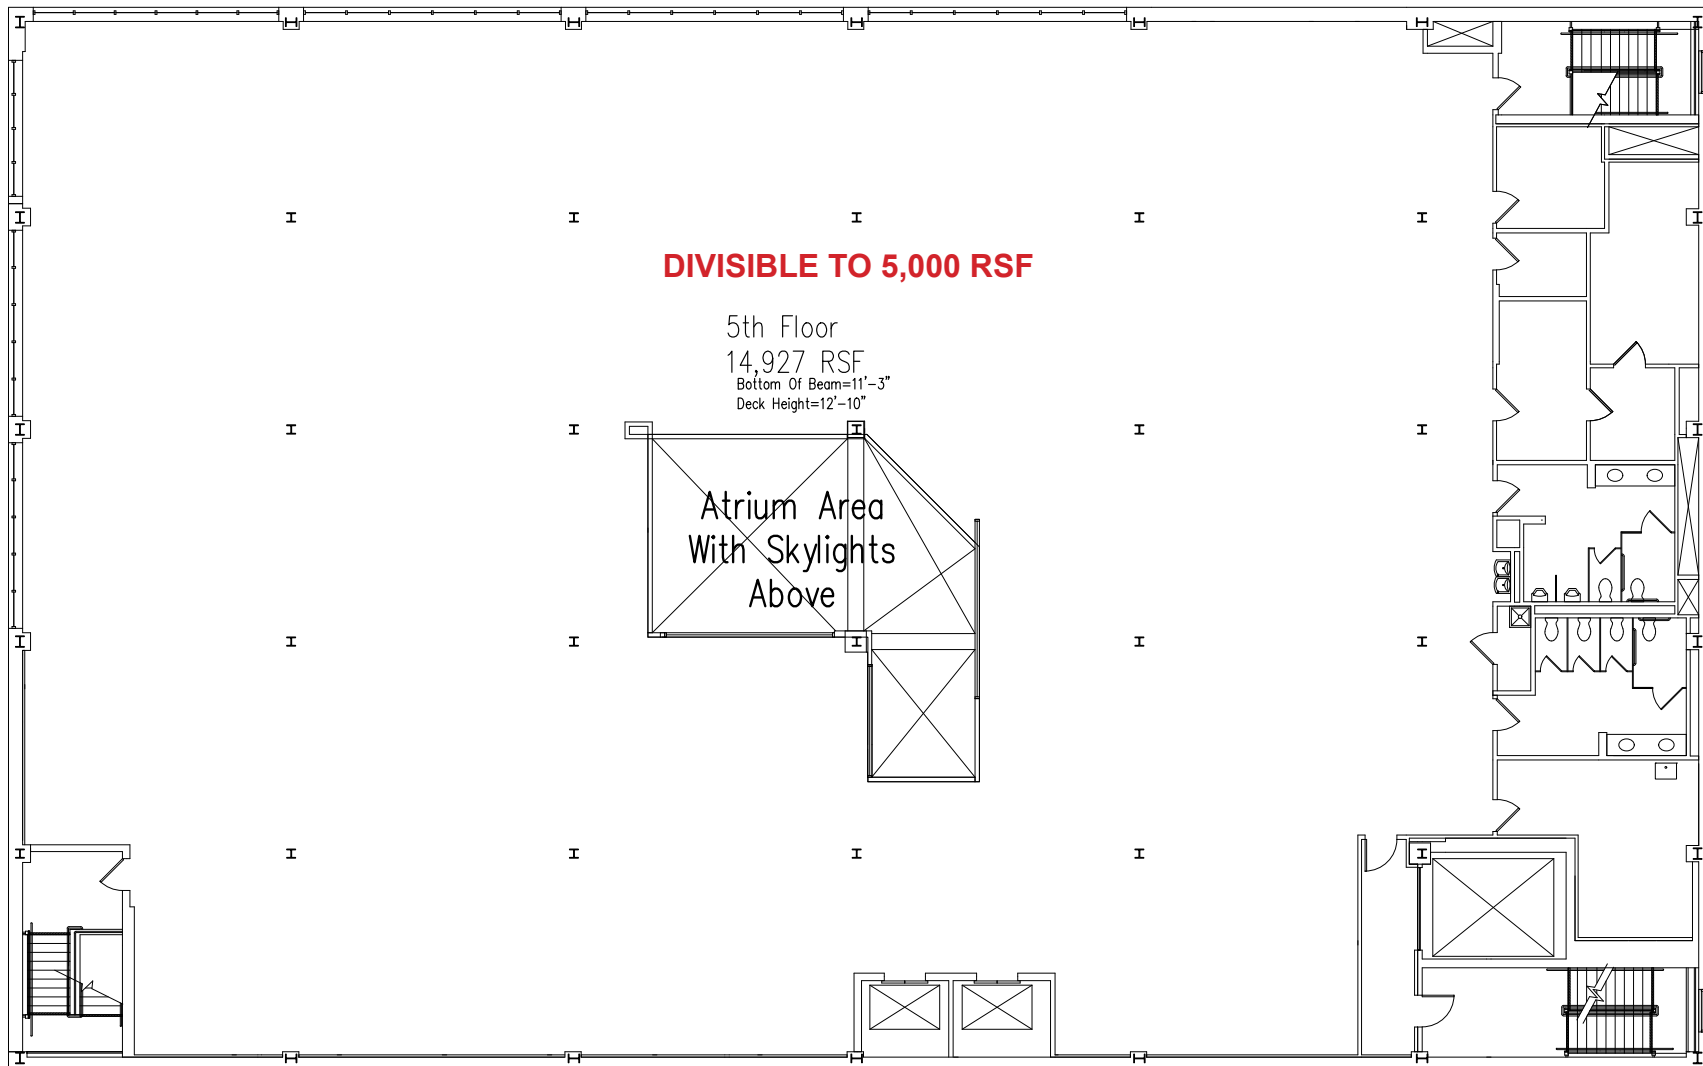 DIVISIBLE TO 5,000 RSF
5th Floor
14,927 RSF
Bottom Of Beam=11'-3"
Deck Height=12'-10"
Atrium Area
With Skylights
Above